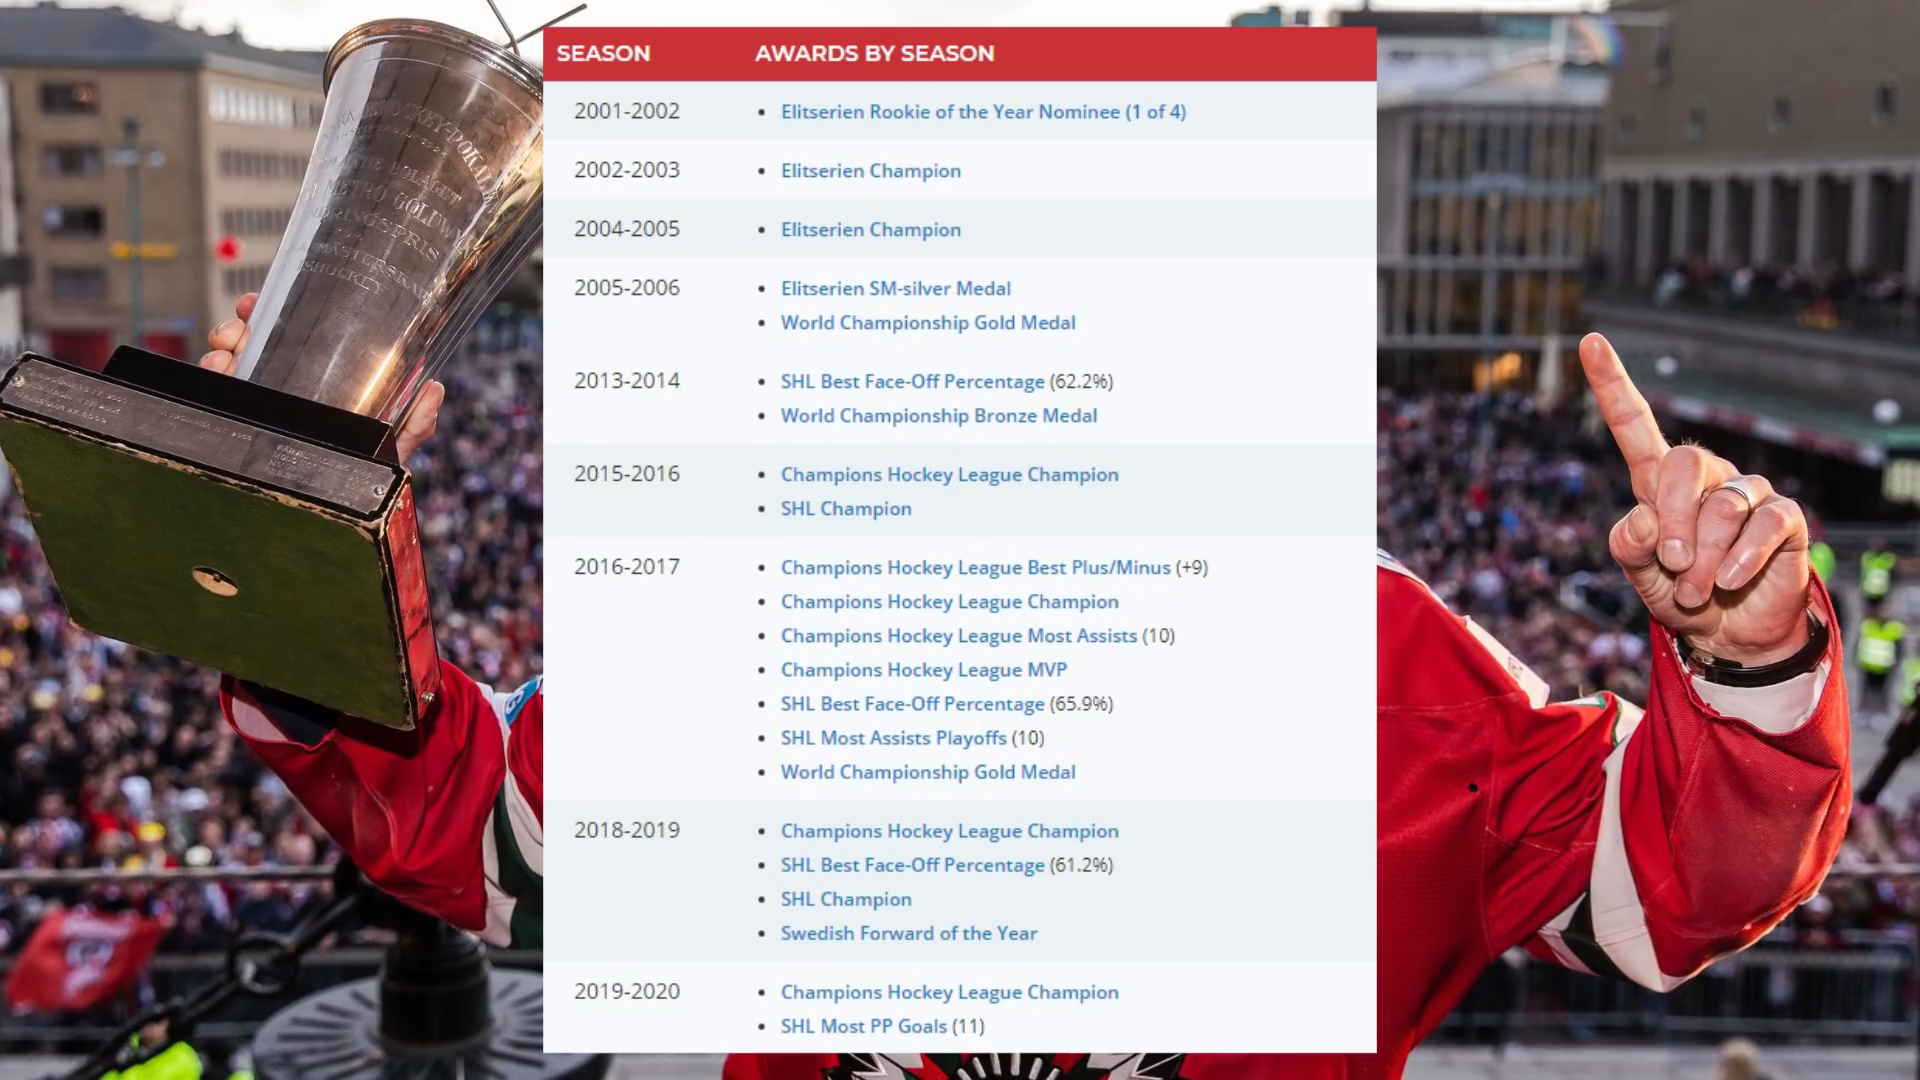 SEASON AWARDS BY SEASON
2001-2002 • Elitserien Rookie of the Year Nominee (1 of 4)
2002-2003 • Elitserien Champion
2004-2005 • Elitserien Champion
2005-2006 • Elitserien SM-silver Medal
• World Championship Gold Medal
2013-2014 • SHL Best Face-Off Percentage (62.2%)
• World Championship Bronze Medal
2015-2016 • Champions Hockey League Champion
• SHL Champion
2016-2017 • Champions Hockey League Best Plus/Minus (+9)
• Champions Hockey League Champion
• Champions Hockey League Most Assists (10)
• Champions Hockey League MVP
• SHL Best Face-Off Percentage (65.9%)
• SHL Most Assists Playoffs (10)
• World Championship Gold Medal
2018-2019 • Champions Hockey League Champion
• SHL Best Face-Off Percentage (61.2%)
• SHL Champion
• Swedish Forward of the Year
2019-2020 • Champions Hockey League Champion
• SHL Most PP Goals (11)
METRO GOLDWYN